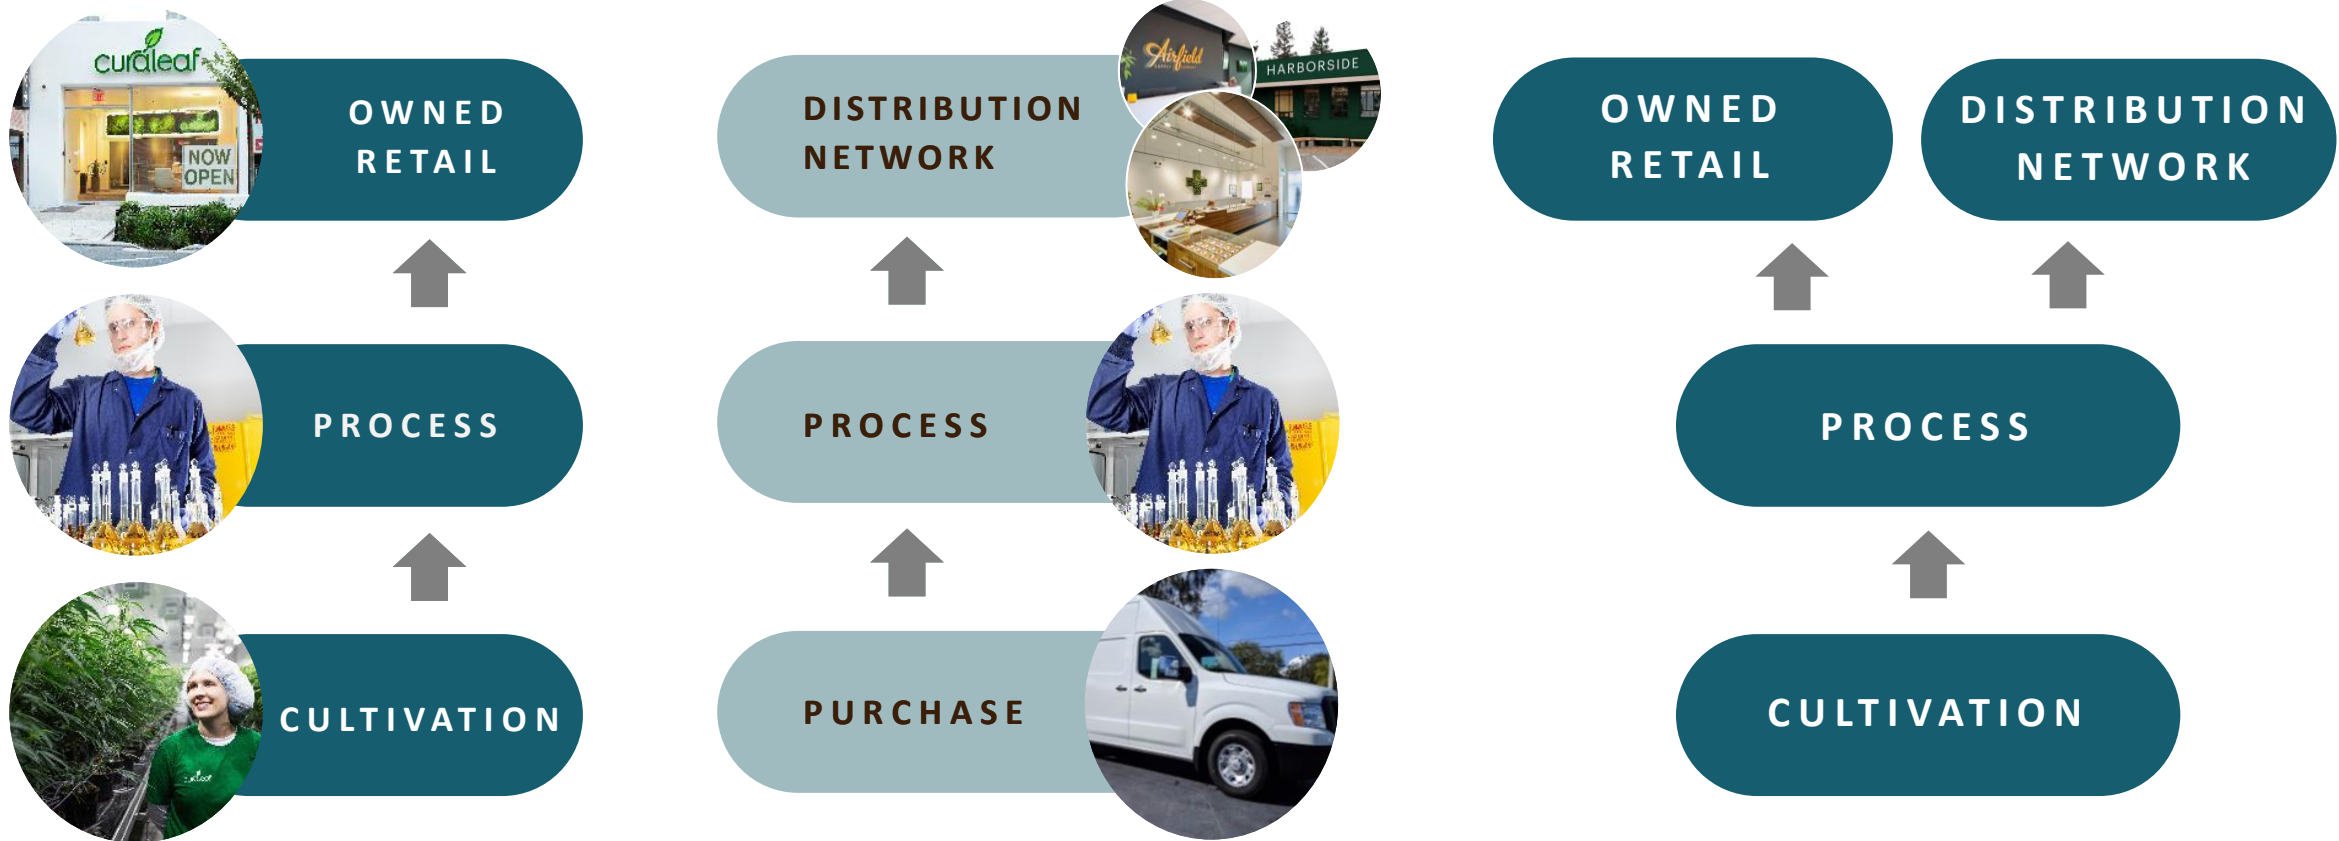 curaleaf
NOW
OPEN
OWNED
RETAIL
PROCESS
CULTIVATION
curaleaf
DISTRIBUTION
NETWORK
Airfield
HARBORSIDE
PROCESS
PURCHASE
OWNED
RETAIL
DISTRIBUTION
NETWORK
PROCESS
CULTIVATION